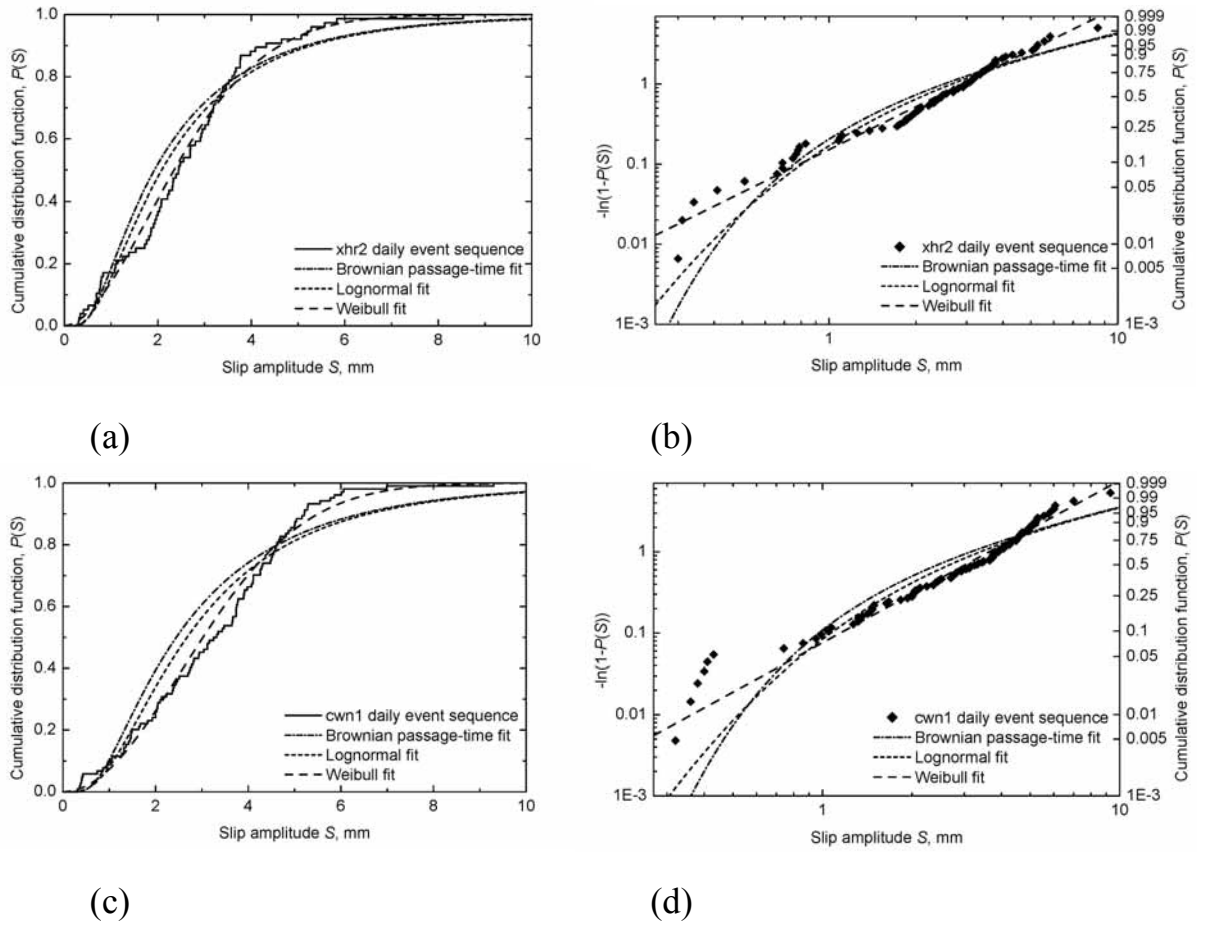 Cumulative distribution function, P(S)
1.0
0.8
0.6
0.4
0.2
0.0
xhr2 daily event sequence
Brownian passage-time fit
Lognormal fit
Weibull fit
0 2 4 6 8 10
Slip amplitude S, mm
(a)
-ln(1-P(S))
1
0.1
0.01
1E-3
xhr2 daily event sequence
Brownian passage-time fit
Lognormal fit
Weibull fit
0.999
0.99
0.95
0.9
0.75
0.5
0.25
0.1
0.05
0.01
0.005
1E-3
Cumulative distribution function, P(S)
1 10
Slip amplitude S, mm
(b)
Cumulative distribution function, P(S)
1.0
0.8
0.6
0.4
0.2
0.0
cwn1 daily event sequence
Brownian passage-time fit
Lognormal fit
Weibull fit
0 2 4 6 8 10
Slip amplitude S, mm
(c)
-ln(1-P(S))
1
0.1
0.01
1E-3
cwn1 daily event sequence
Brownian passage-time fit
Lognormal fit
Weibull fit
0.999
0.99
0.95
0.9
0.75
0.5
0.25
0.1
0.05
0.01
0.005
1E-3
Cumulative distribution function, P(S)
1 10
Slip amplitude S, mm
(d)